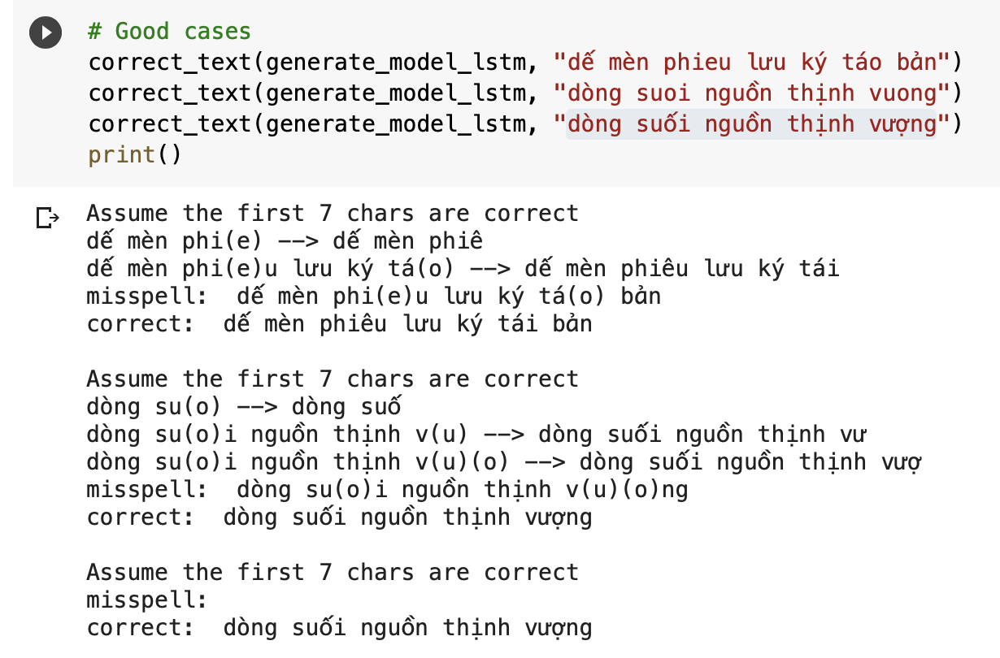 # Good cases
correct_text(generate_model_lstm, "dế mèn phieu lưu ký táo bản")
correct_text(generate_model_lstm, "dòng suoi nguồn thịnh vuong")
correct_text(generate_model_lstm, "dòng suối nguồn thịnh vượng")
print()
Assume the first 7 chars are correct
dế mèn phi(e) --> dế mèn phiê
dế mèn phi(e)u lưu ký tá(o) --> dế mèn phiêu lưu ký tái
misspell:  dế mèn phi(e)u lưu ký tá(o) bản
correct:  dế mèn phiêu lưu ký tái bản
Assume the first 7 chars are correct
dòng su(o) --> dòng suố
dòng su(o)i nguồn thịnh v(u) --> dòng suối nguồn thịnh vư
dòng su(o)i nguồn thịnh v(u)(o) --> dòng suối nguồn thịnh vượ
misspell:  dòng su(o)i nguồn thịnh v(u)(o)ng
correct:  dòng suối nguồn thịnh vượng
Assume the first 7 chars are correct
misspell:
correct:  dòng suối nguồn thịnh vượng